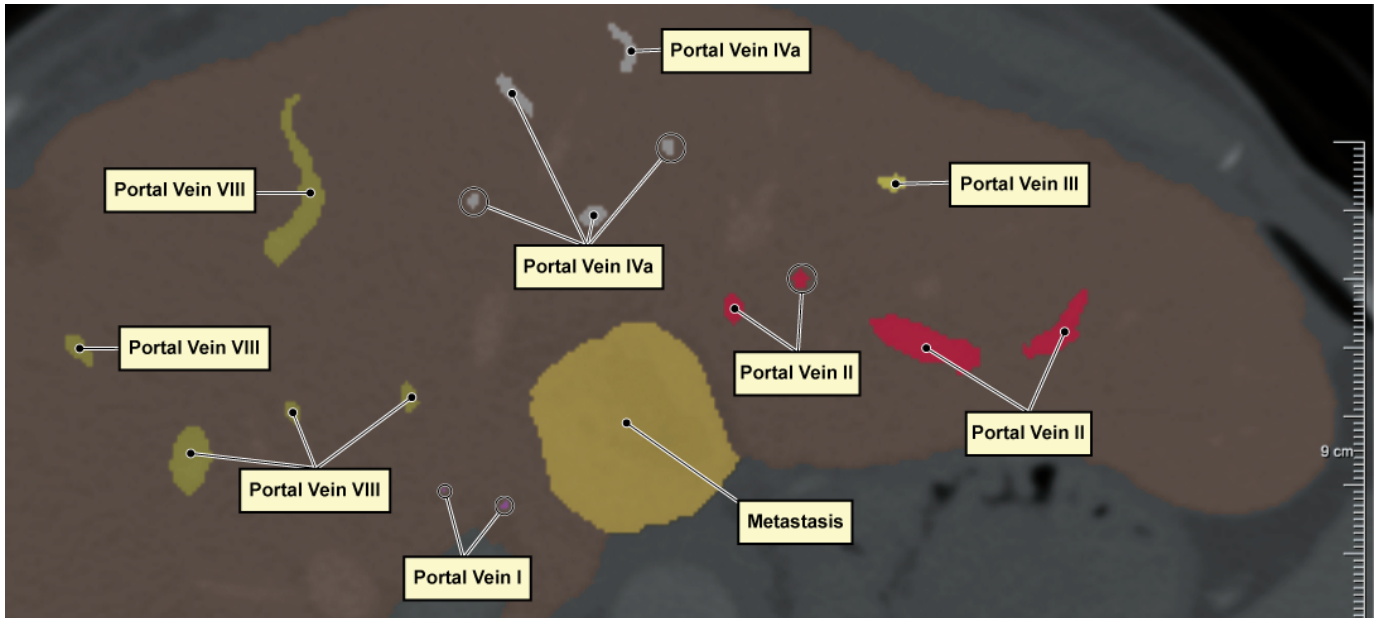 Portal Vein IVa
Portal Vein VIII
Portal Vein III
Portal Vein IVa
Portal Vein VIII
Portal Vein II
Portal Vein II
9 cm
Portal Vein VIII
Metastasis
Portal Vein I